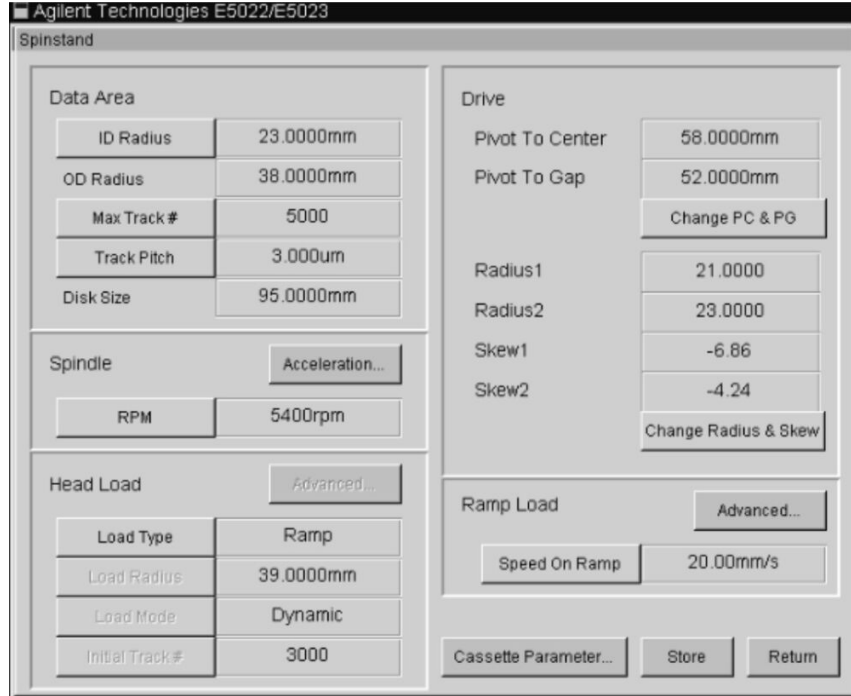 Agilent Technologies E5022/E5023
Spinstand
Data Area
ID Radius 23.0000mm
OD Radius 38.0000mm
Max Track # 5000
Track Pitch 3.000um
Disk Size 95.0000mm
Spindle Acceleration...
RPM 5400rpm
Head Load Advanced...
Load Type Ramp
Load Radius 39.0000mm
Load Mode Dynamic
Initial Track # 3000
Drive
Pivot To Center 58.0000mm
Pivot To Gap 52.0000mm
Change PC & PG
Radius1 21.0000
Radius2 23.0000
Skew1 -6.86
Skew2 -4.24
Change Radius & Skew
Ramp Load Advanced...
Speed On Ramp 20.00mm/s
Cassette Parameter... Store Return